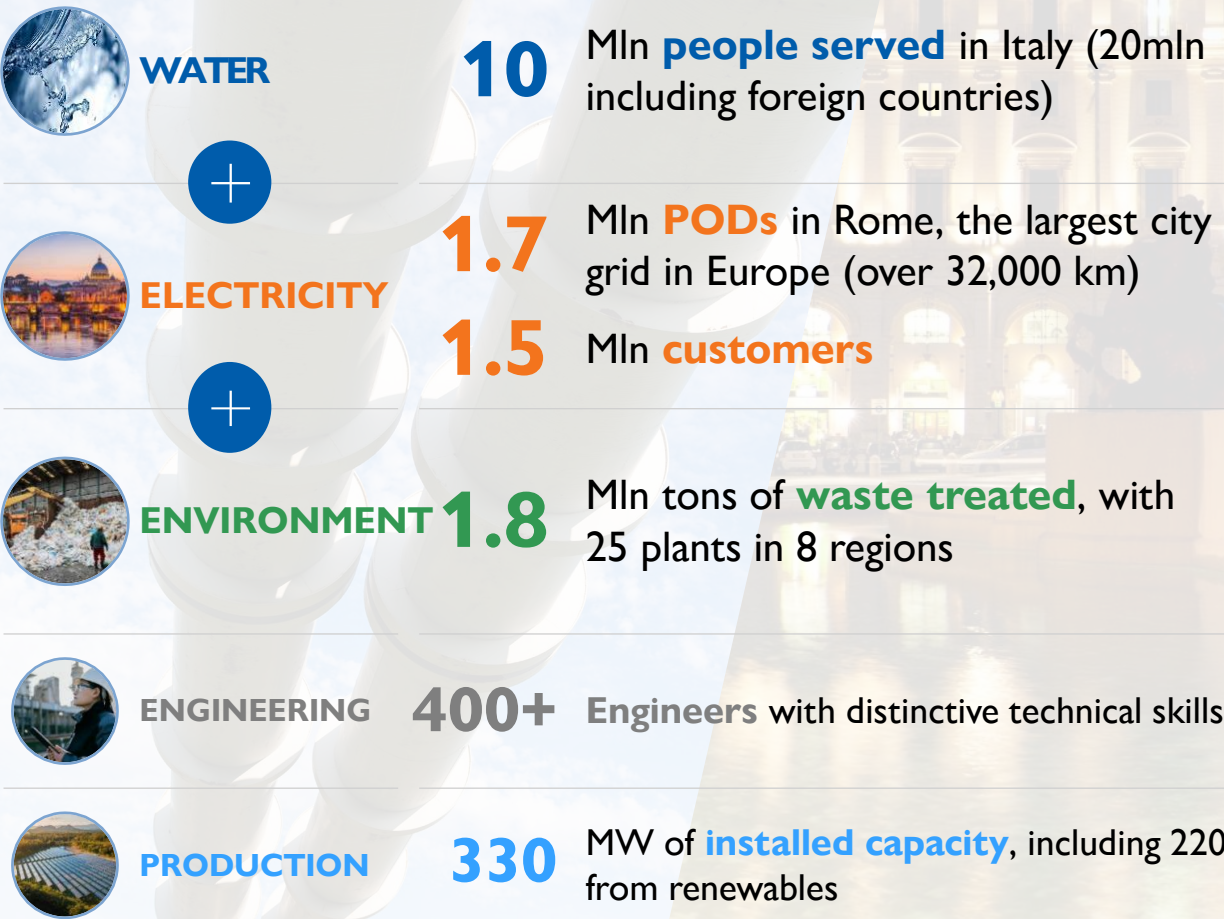 WATER
10
Mln people served in Italy (20mln
including foreign countries)
ELECTRICITY
1.7
Mln PODs in Rome, the largest city
grid in Europe (over 32,000 km)
1.5
Mln customers
ENVIRONMENT
1.8
Mln tons of waste treated, with
25 plants in 8 regions
ENGINEERING
400+
Engineers with distinctive technical skills
PRODUCTION
330
MW of installed capacity, including 220
from renewables